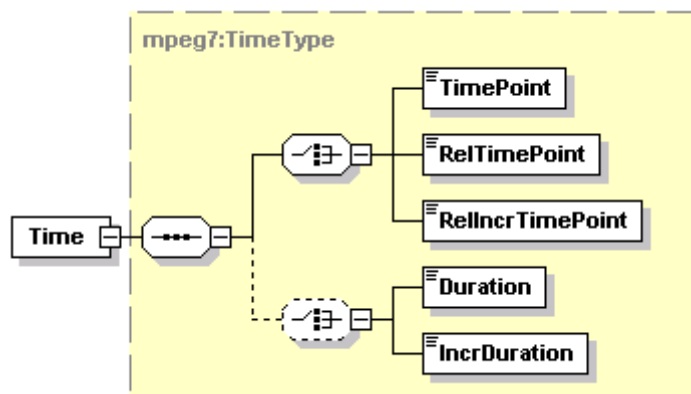 mpeg7:TimeType
TimePoint
RelTimePoint
RelIncrTimePoint
Time
Duration
IncrDuration